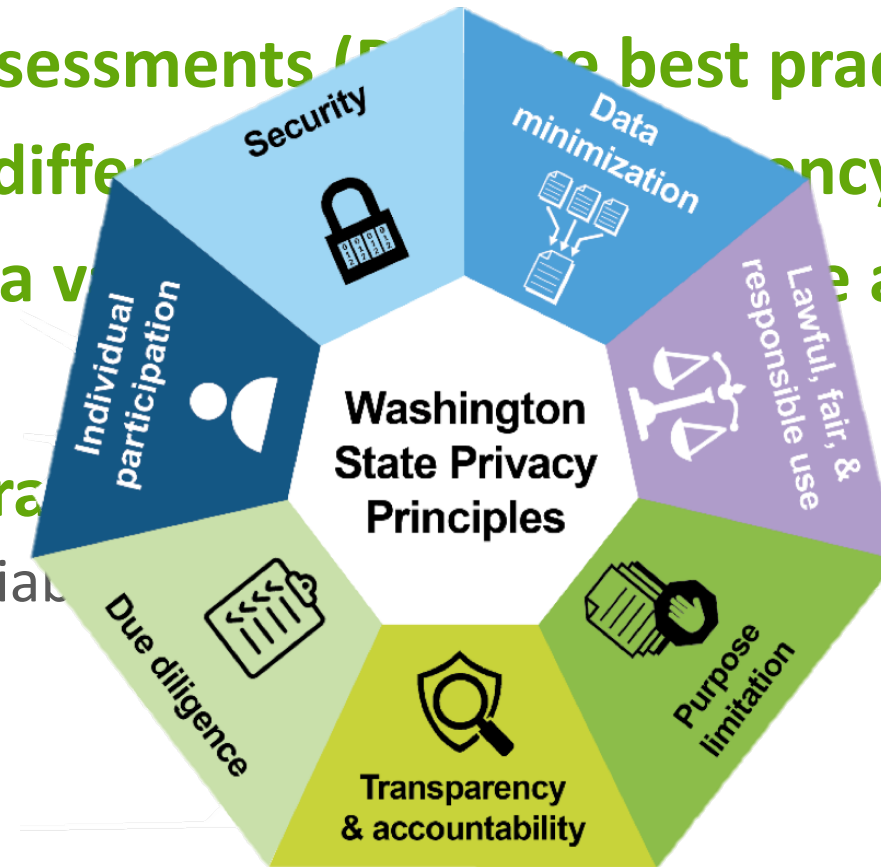 sessments (
e best prac
differ
ency
a v
e a
ra
iab
Security
Data
minimization
Lawful, fair, &
responsible use
Purpose
limitation
Transparency
& accountability
Due diligence
Individual
participation
Washington
State Privacy
Principles